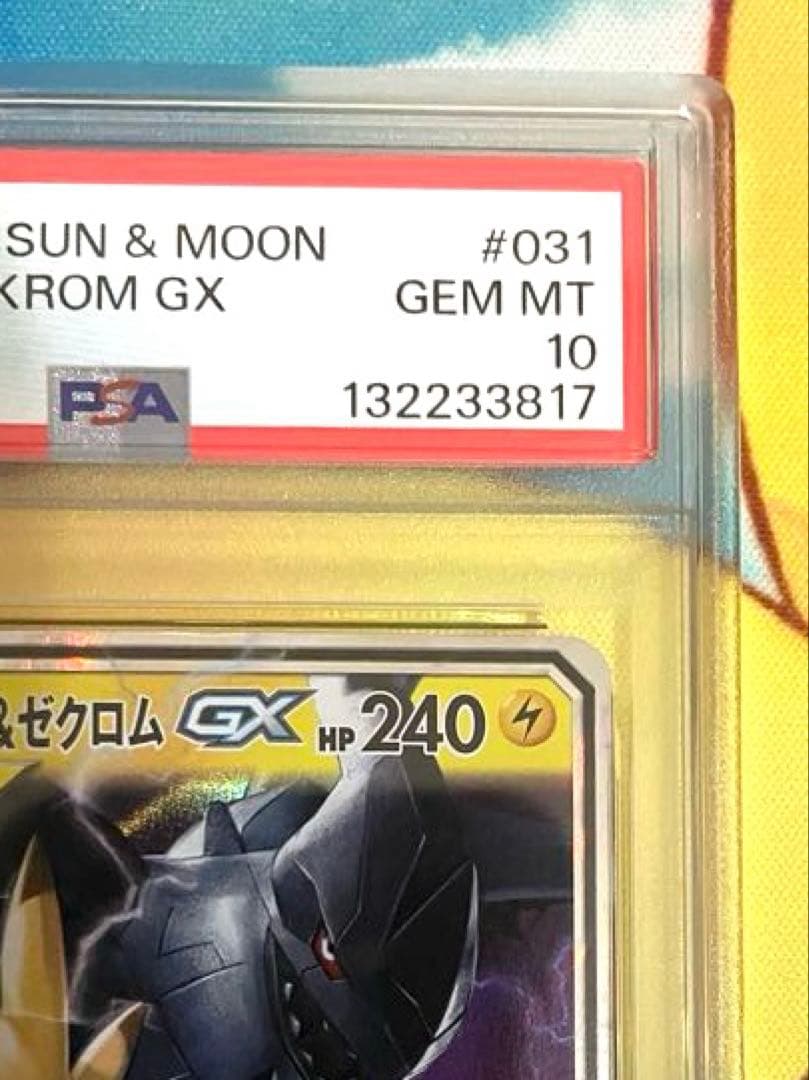 SUN & MOON #031
KROM GX GEM MT
10
PSA 132233817
&ゼクロム GX HP 240